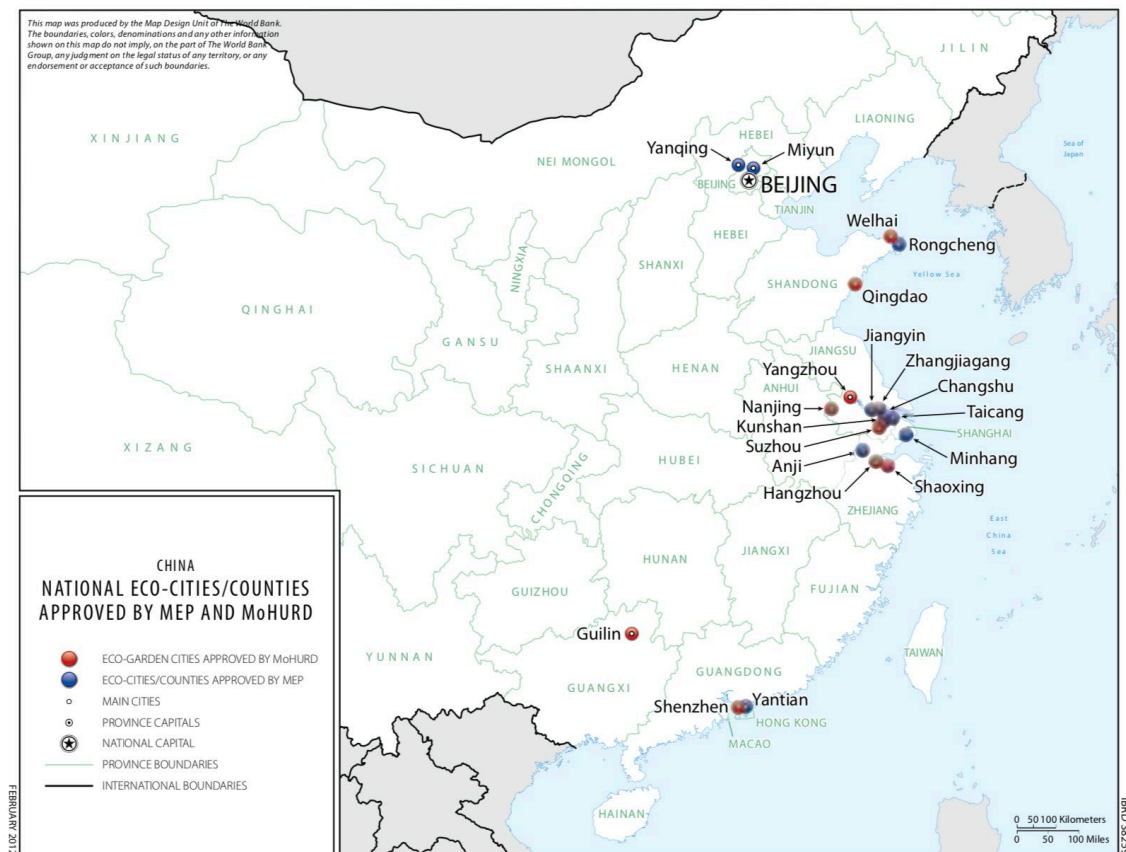 This map was produced by the Map Design Unit of The World Bank.
The boundaries, colors, denominations and any other information
shown on this map do not imply, on the part of The World Bank
Group, any judgment on the legal status of any territory, or any
endorsement or acceptance of such boundaries.
JILIN
XINJIANG
LIAONING
HEBEI
Sea of
Japan
Yanqing
Miyun
NEI MONGOL
BEIJING
BEIJING
TIANJIN
Welhai
HEBEI
Rongcheng
NINGXIA
SHANXI
Yellow Sea
SHANDONG
Qingdao
QINGHAI
Jiangyin
GANSU
JIANGSU
Zhangjiagang
SHAANXI
HENAN
Yangzhou
ANHUI
Changshu
Nanjing
Taicang
Kunshan
SHANGHAI
XIZANG
Suzhou
SICHUAN
HUBEI
Minhang
Anji
CHONGQING
Hangzhou
Shaoxing
ZHEJIANG
East
China
Sea
HUNAN
JIANGXI
GUIZHOU
FUJIAN
Guilin
YUNNAN
TAIWAN
GUANGDONG
GUANGXI
Shenzhen
Yantian
HONG KONG
MACAO
HAINAN
0 50 100 Kilometers
0 50 100 Miles
CHINA
NATIONAL ECO-CITIES/COUNTIES
APPROVED BY MEP AND MoHURD
ECO-GARDEN CITIES APPROVED BY MoHURD
ECO-CITIES/COUNTIES APPROVED BY MEP
MAIN CITIES
PROVINCE CAPITALS
NATIONAL CAPITAL
PROVINCE BOUNDARIES
INTERNATIONAL BOUNDARIES